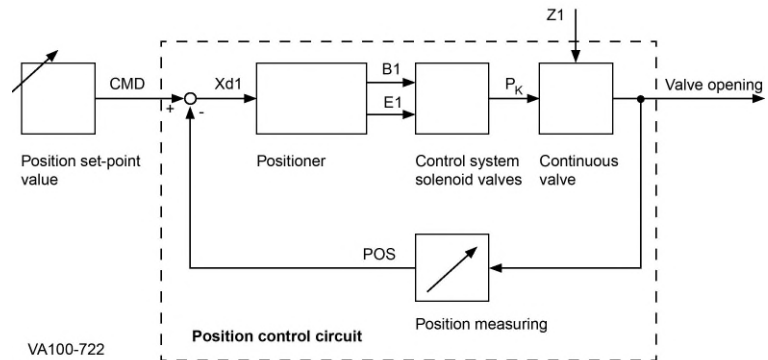 Z1
CMD
Xd1
B1
E1
PK
Valve opening
+
-
Position set-point
value
Positioner
Control system
solenoid valves
Continuous
valve
POS
Position measuring
Position control circuit
VA100-722